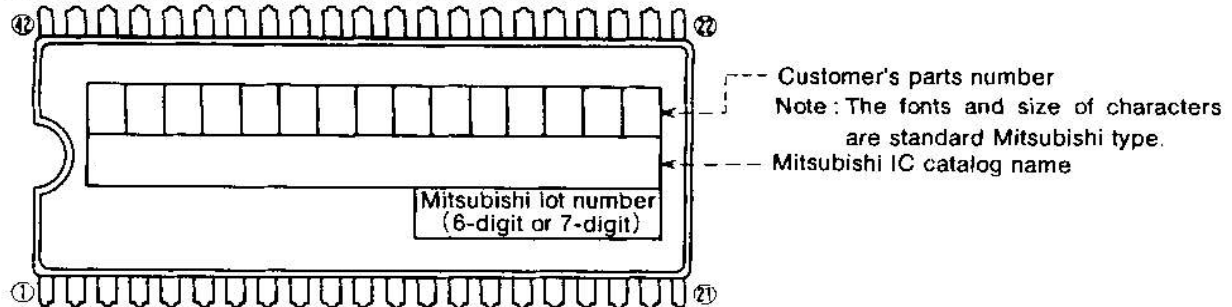 ㊷ ㉒
Customer's parts number
Note : The fonts and size of characters
are standard Mitsubishi type.
Mitsubishi IC catalog name
Mitsubishi lot number
(6-digit or 7-digit)
① ㉑